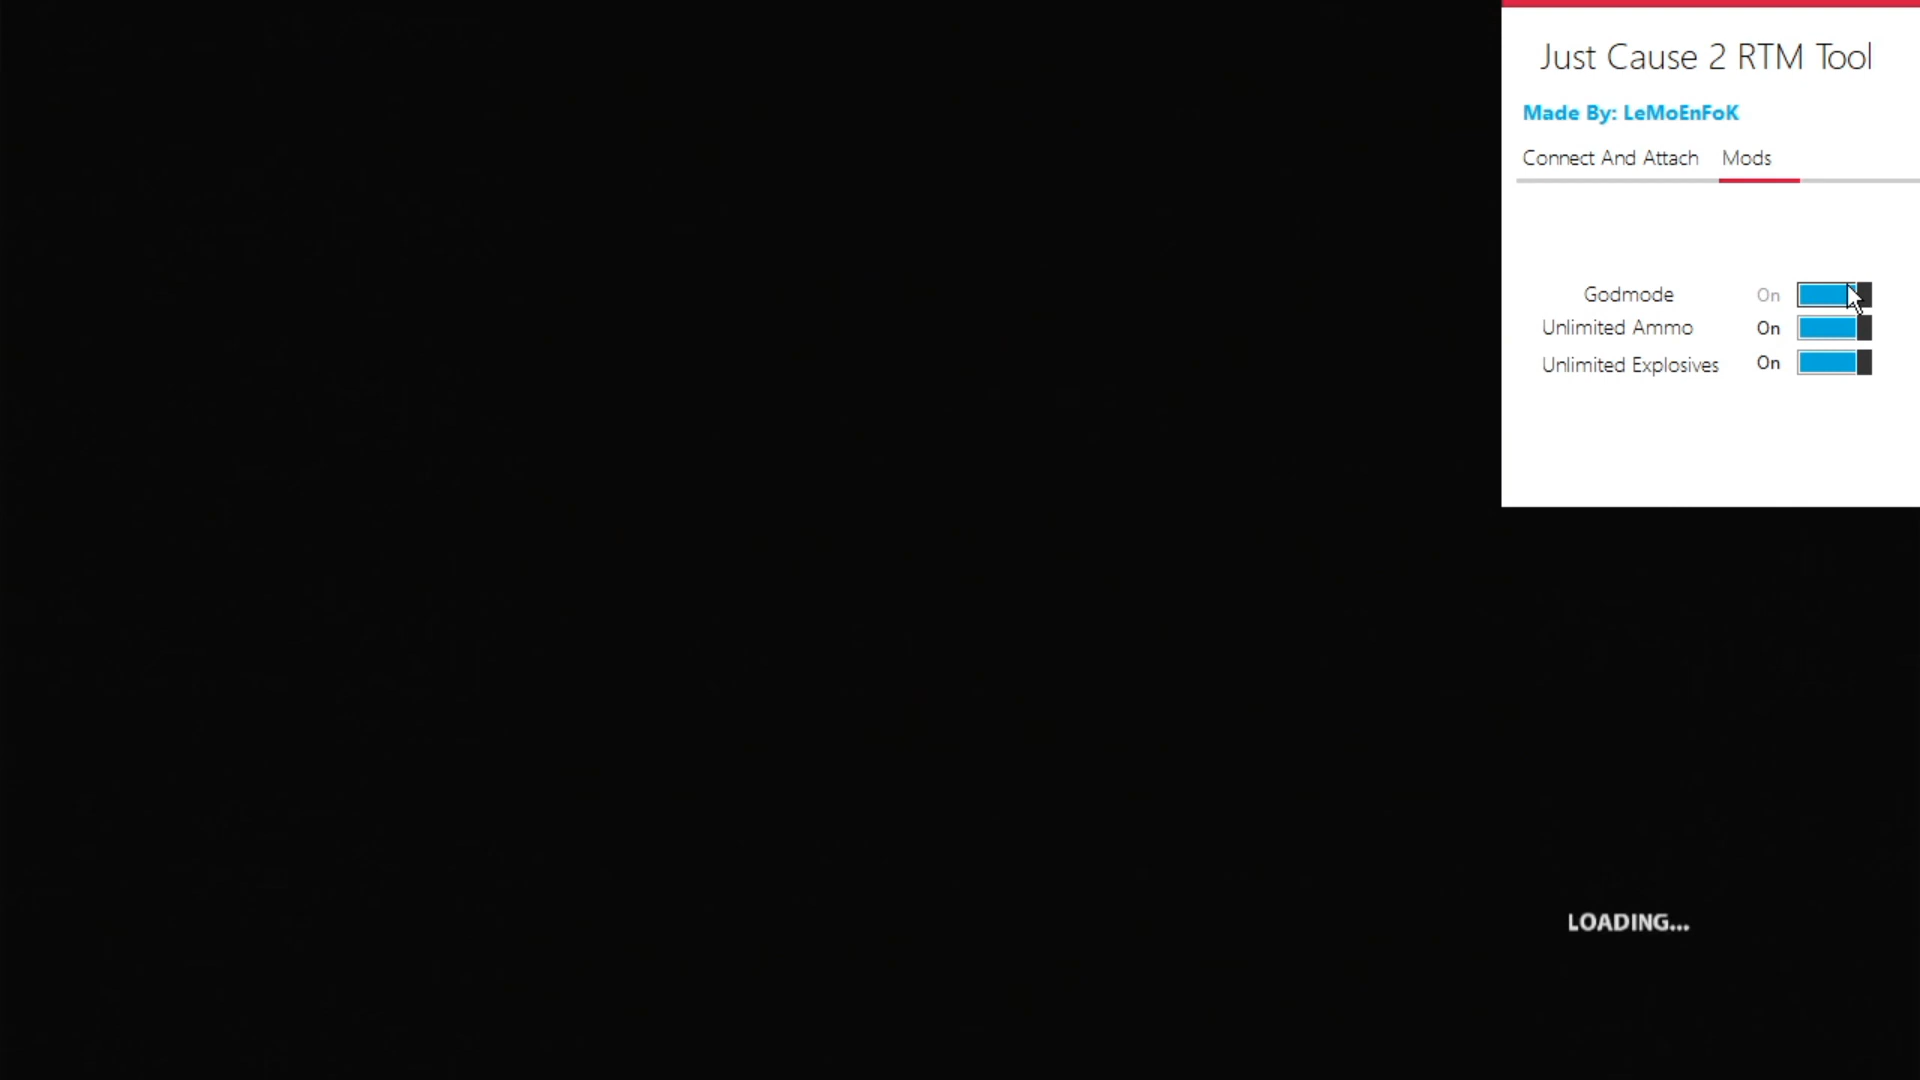 Just Cause 2 RTM Tool
Made By: LeMoEnFoK
Connect And Attach Mods
Godmode On
Unlimited Ammo On
Unlimited Explosives On
LOADING...